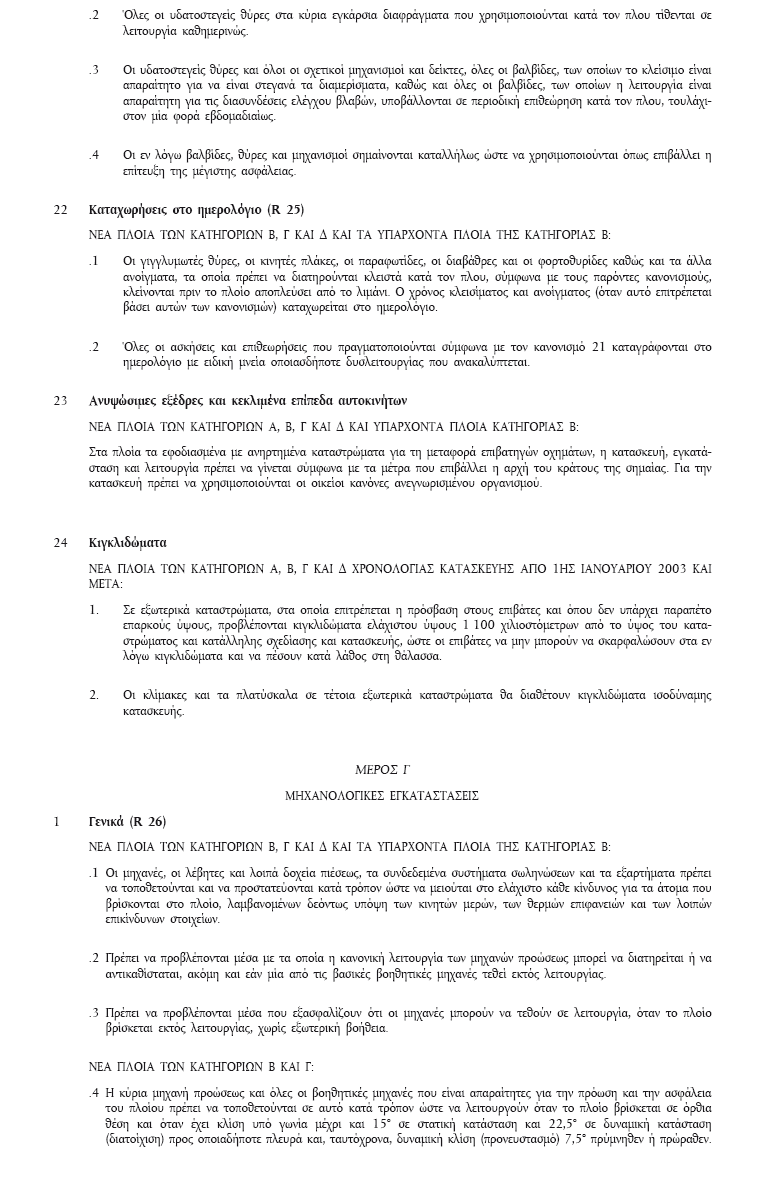 .2 Όλες οι υδατοστεγείς θύρες στα κύρια εγκάρσια διαφράγματα που χρησιμοποιούνται κατά τον πλου τίθενται σε
λειτουργία καθημερινώς.
.3 Οι υδατοστεγείς θύρες και όλοι οι σχετικοί μηχανισμοί και δείκτες, όλες οι βαλβίδες, των οποίων το κλείσιμο είναι
απαραίτητο για να είναι στεγανά τα διαμερίσματα, καθώς και όλες οι βαλβίδες, των οποίων η λειτουργία είναι
απαραίτητη για τις διασυνδέσεις ελέγχου βλαβών, υποβάλλονται σε περιοδική επιθεώρηση κατά τον πλου, τουλάχι-
στον μία φορά εβδομαδιαίως.
.4 Οι εν λόγω βαλβίδες, θύρες και μηχανισμοί σημαίνονται καταλλήλως ώστε να χρησιμοποιούνται όπως επιβάλλει η
επίτευξη της μέγιστης ασφάλειας.
22 Καταχωρήσεις στο ημερολόγιο (R 25)
ΝΕΑ ΠΛΟΙΑ ΤΩΝ ΚΑΤΗΓΟΡΙΩΝ Β, Γ ΚΑΙ Δ ΚΑΙ ΤΑ ΥΠΑΡΧΟΝΤΑ ΠΛΟΙΑ ΤΗΣ ΚΑΤΗΓΟΡΙΑΣ Β:
.1 Οι γιγγλυμωτές θύρες, οι κινητές πλάκες, οι παραφωτίδες, οι διαβάθρες και οι φορτοθυρίδες καθώς και τα άλλα
ανοίγματα, τα οποία πρέπει να διατηρούνται κλειστά κατά τον πλου, σύμφωνα με τους παρόντες κανονισμούς,
κλείνονται πριν το πλοίο αποπλεύσει από το λιμάνι. Ο χρόνος κλεισίματος και ανοίγματος (όταν αυτό επιτρέπεται
βάσει αυτών των κανονισμών) καταχωρείται στο ημερολόγιο.
.2 Όλες οι ασκήσεις και επιθεωρήσεις που πραγματοποιούνται σύμφωνα με τον κανονισμό 21 καταγράφονται στο
ημερολόγιο με ειδική μνεία οποιασδήποτε δυσλειτουργίας που ανακαλύπτεται.
23 Ανυψώσιμες εξέδρες και κεκλιμένα επίπεδα αυτοκινήτων
ΝΕΑ ΠΛΟΙΑ ΤΩΝ ΚΑΤΗΓΟΡΙΩΝ Α, Β, Γ ΚΑΙ Δ ΚΑΙ ΥΠΑΡΧΟΝΤΑ ΠΛΟΙΑ ΚΑΤΗΓΟΡΙΑΣ Β:
Στα πλοία τα εφοδιασμένα με ανηρτημένα καταστρώματα για τη μεταφορά επιβατηγών οχημάτων, η κατασκευή, εγκατά-
σταση και λειτουργία πρέπει να γίνεται σύμφωνα με τα μέτρα που επιβάλλει η αρχή του κράτους της σημαίας. Για την
κατασκευή πρέπει να χρησιμοποιούνται οι οικείοι κανόνες ανεγνωρισμένου οργανισμού.
24 Κιγκλιδώματα
ΝΕΑ ΠΛΟΙΑ ΤΩΝ ΚΑΤΗΓΟΡΙΩΝ Α, Β, Γ ΚΑΙ Δ ΧΡΟΝΟΛΟΓΙΑΣ ΚΑΤΑΣΚΕΥΗΣ ΑΠΟ 1ΗΣ ΙΑΝΟΥΑΡΙΟΥ 2003 ΚΑΙ
ΜΕΤΑ:
1. Σε εξωτερικά καταστρώματα, στα οποία επιτρέπεται η πρόσβαση στους επιβάτες και όπου δεν υπάρχει παραπέτο
επαρκούς ύψους, προβλέπονται κιγκλιδώματα ελάχιστου ύψους 1 100 χιλιοστόμετρων από το ύψος του κατα-
στρώματος και κατάλληλης σχεδίασης και κατασκευής, ώστε οι επιβάτες να μην μπορούν να σκαρφαλώσουν στα εν
λόγω κιγκλιδώματα και να πέσουν κατά λάθος στη θάλασσα.
2. Οι κλίμακες και τα πλατύσκαλα σε τέτοια εξωτερικά καταστρώματα θα διαθέτουν κιγκλιδώματα ισοδύναμης
κατασκευής.
ΜΕΡΟΣ Γ
ΜΗΧΑΝΟΛΟΓΙΚΕΣ ΕΓΚΑΤΑΣΤΑΣΕΙΣ
1 Γενικά (R 26)
ΝΕΑ ΠΛΟΙΑ ΤΩΝ ΚΑΤΗΓΟΡΙΩΝ Β, Γ ΚΑΙ Δ ΚΑΙ ΤΑ ΥΠΑΡΧΟΝΤΑ ΠΛΟΙΑ ΤΗΣ ΚΑΤΗΓΟΡΙΑΣ Β:
.1 Οι μηχανές, οι λέβητες και λοιπά δοχεία πιέσεως, τα συνδεδεμένα συστήματα σωληνώσεων και τα εξαρτήματα πρέπει
να τοποθετούνται και να προστατεύονται κατά τρόπον ώστε να μειούται στο ελάχιστο κάθε κίνδυνος για τα άτομα που
βρίσκονται στο πλοίο, λαμβανομένων δεόντως υπόψη των κινητών μερών, των θερμών επιφανειών και των λοιπών
επικίνδυνων στοιχείων.
.2 Πρέπει να προβλέπονται μέσα με τα οποία η κανονική λειτουργία των μηχανών προώσεως μπορεί να διατηρείται ή να
αντικαθίσταται, ακόμη και εάν μία από τις βασικές βοηθητικές μηχανές τεθεί εκτός λειτουργίας.
.3 Πρέπει να προβλέπονται μέσα που εξασφαλίζουν ότι οι μηχανές μπορούν να τεθούν σε λειτουργία, όταν το πλοίο
βρίσκεται εκτός λειτουργίας, χωρίς εξωτερική βοήθεια.
ΝΕΑ ΠΛΟΙΑ ΤΩΝ ΚΑΤΗΓΟΡΙΩΝ Β ΚΑΙ Γ:
.4 Η κύρια μηχανή προώσεως και όλες οι βοηθητικές μηχανές που είναι απαραίτητες για την πρόωση και την ασφάλεια
του πλοίου πρέπει να τοποθετούνται σε αυτό κατά τρόπον ώστε να λειτουργούν όταν το πλοίο βρίσκεται σε όρθια
θέση και όταν έχει κλίση υπό γωνία μέχρι και 15° σε στατική κατάσταση και 22,5° σε δυναμική κατάσταση
(διατοίχιση) προς οποιαδήποτε πλευρά και, ταυτόχρονα, δυναμική κλίση (προνευστασμό) 7,5° πρύμνηθεν ή πρώραθεν.